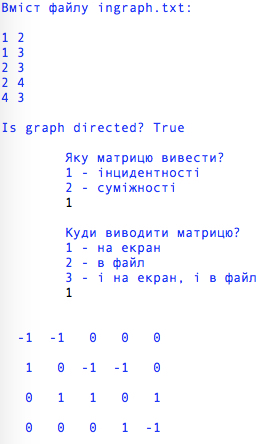 Вміст файлу ingraph.txt:
1 2
1 3
2 3
2 4
4 3
Is graph directed? True
Яку матрицю вивести?
1 - інцидентності
2 - суміжності
1
Куди виводити матрицю?
1 - на екран
2 - в файл
3 - і на екран, і в файл
1
-1 -1 0 0 0
1 0 -1 -1 0
0 1 1 0 1
0 0 0 1 -1